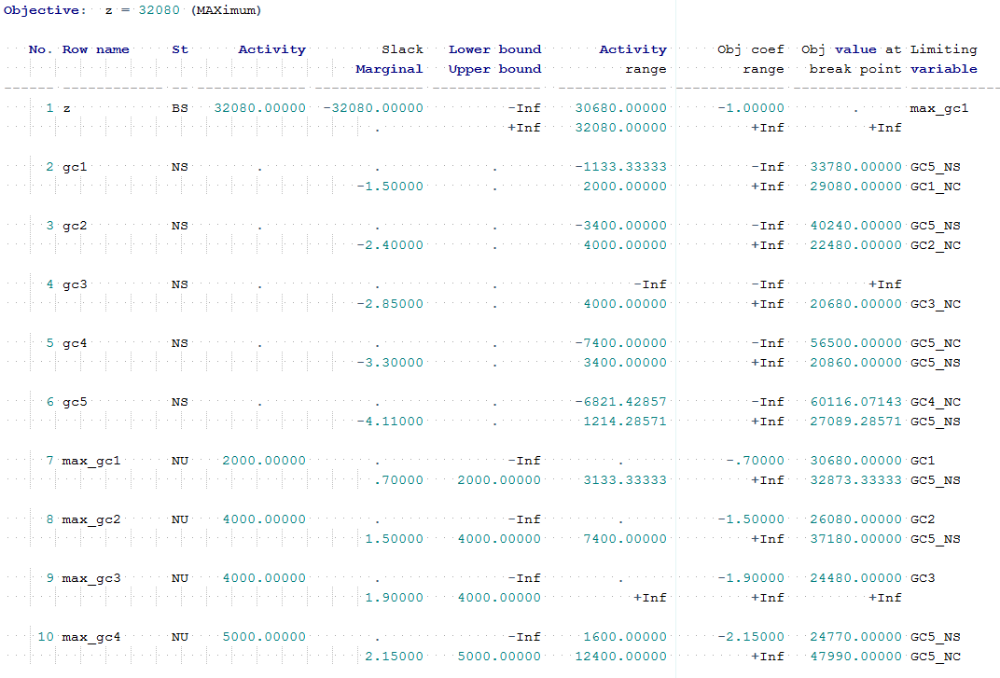 Objective: z = 32080 (MAXimum)
No. Row name St Activity Slack Lower bound Activity Obj coef Obj value at Limiting
Marginal Upper bound range range break point variable
------ ------------ -- ------------- ------------- ------------- ------------- ------------- ------------- ------------
1 z BS 32080.00000 -32080.00000 -Inf 30680.00000 -1.00000 . max_gc1
. +Inf 32080.00000 +Inf +Inf
2 gc1 NS . . . -1133.33333 -Inf 33780.00000 GC5_NS
-1.50000 . 2000.00000 +Inf 29080.00000 GC1_NC
3 gc2 NS . . . -3400.00000 -Inf 40240.00000 GC5_NS
-2.40000 . 4000.00000 +Inf 22480.00000 GC2_NC
4 gc3 NS . . . -Inf -Inf +Inf
-2.85000 . 4000.00000 +Inf 20680.00000 GC3_NC
5 gc4 NS . . . -7400.00000 -Inf 56500.00000 GC5_NC
-3.30000 . 3400.00000 +Inf 20860.00000 GC5_NS
6 gc5 NS . . . -6821.42857 -Inf 60116.07143 GC4_NC
-4.11000 . 1214.28571 +Inf 27089.28571 GC5_NS
7 max_gc1 NU 2000.00000 . -Inf . -.70000 30680.00000 GC1
.70000 2000.00000 3133.33333 +Inf 32873.33333 GC5_NS
8 max_gc2 NU 4000.00000 . -Inf . -1.50000 26080.00000 GC2
1.50000 4000.00000 7400.00000 +Inf 37180.00000 GC5_NS
9 max_gc3 NU 4000.00000 . -Inf . -1.90000 24480.00000 GC3
1.90000 4000.00000 +Inf +Inf +Inf
10 max_gc4 NU 5000.00000 . -Inf 1600.00000 -2.15000 24770.00000 GC5_NS
2.15000 5000.00000 12400.00000 +Inf 47990.00000 GC5_NC